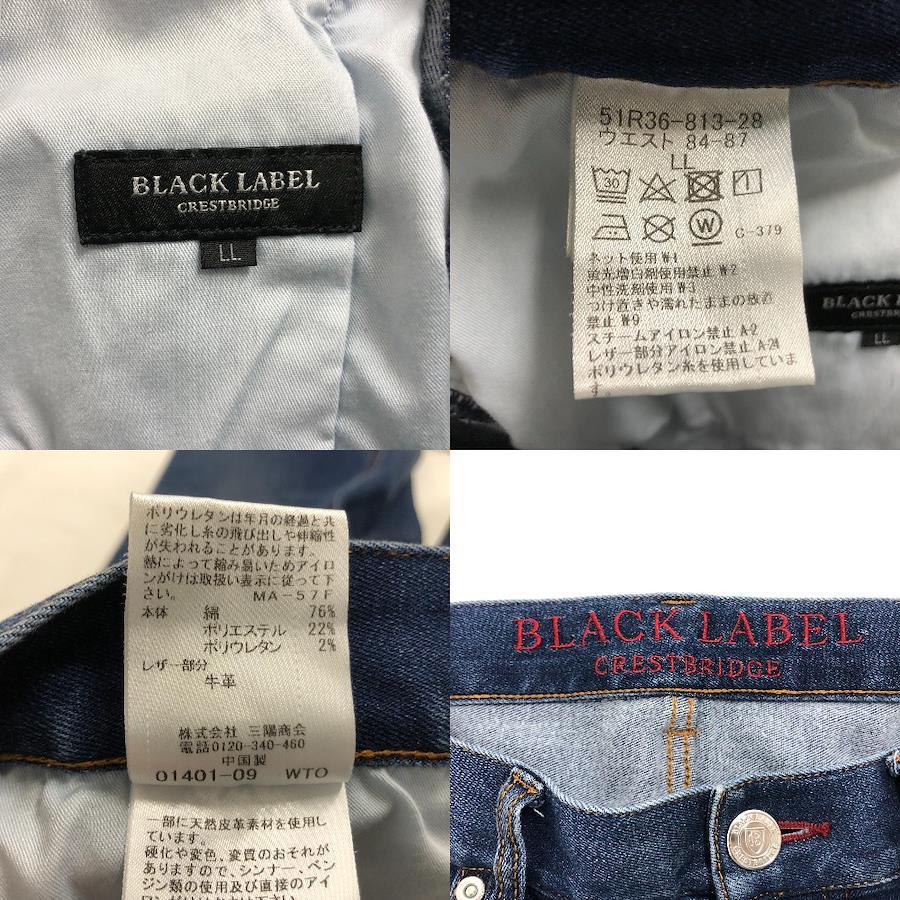 BLACK LABEL
CRESTBRIDGE
LL
51R36-813-28
ウエスト 84-87
LL
30
W
C-379
ネット使用 W-1
蛍光増白剤使用禁止 W-2
中性洗剤使用 W-3
つけ置きや濡れたままの放置
禁止 W-9
スチームアイロン禁止 A-2
レザー部分アイロン禁止 A-24
ポリウレタン糸を使用していま
す。
BLACK LABEL
CRESTBRIDGE
LL
ポリウレタンは年月の経過と共
に劣化し糸の飛び出しや伸縮性
が失われることがあります。
熱によって縮み易いためアイロ
ンがけは取扱い表示に従って下
さい。 MA-57F
本体 綿 76%
ポリエステル 22%
ポリウレタン 2%
レザー部分
牛革
株式会社 三陽商会
電話0120-340-460
中国製
01401-09 WTO
一部に天然皮革素材を使用し
ています。
硬化や変色、変質のおそれが
ありますので、シンナー、ベン
ジン類の使用及び直接のアイ
BLACK LABEL
CRESTBRIDGE
BLACK LABEL
CRESTBRIDGE